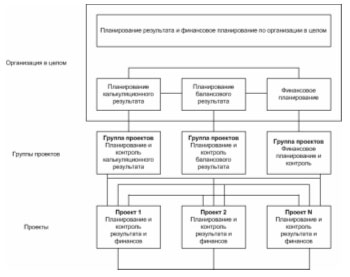 Планирование результата и финансовое планирование по организации в целом
Организация в целом
Планирование
калькуляционного
результата
Планирование
балансового
результата
Финансовое
планирование
Группы проектов
Группа проектов
Планирование и
контроль
калькуляционного
результата
Группа проектов
Планирование и
контроль
балансового
результата
Группа проектов
Финансовое
планирование и
контроль
Проекты
Проект 1
Планирование и
контроль
результата и
финансов
Проект 2
Планирование и
контроль
результата и
финансов
Проект N
Планирование и
контроль
результата и
финансов